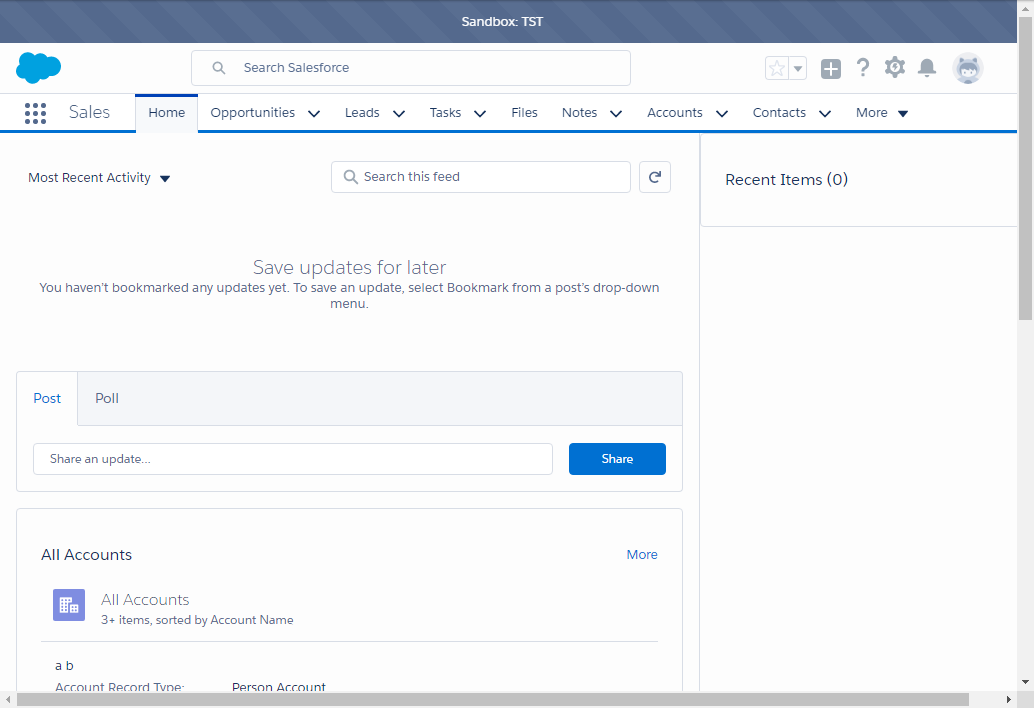 Sandbox: TST
Search Salesforce
Sales
Home
Opportunities
Leads
Tasks
Files
Notes
Accounts
Contacts
More
Most Recent Activity
Search this feed
Recent Items (0)
Save updates for later
You haven't bookmarked any updates yet. To save an update, select Bookmark from a post's drop-down
menu.
Post
Poll
Share an update...
Share
All Accounts
More
All Accounts
3+ items, sorted by Account Name
a b
Account Record Type: Person Account